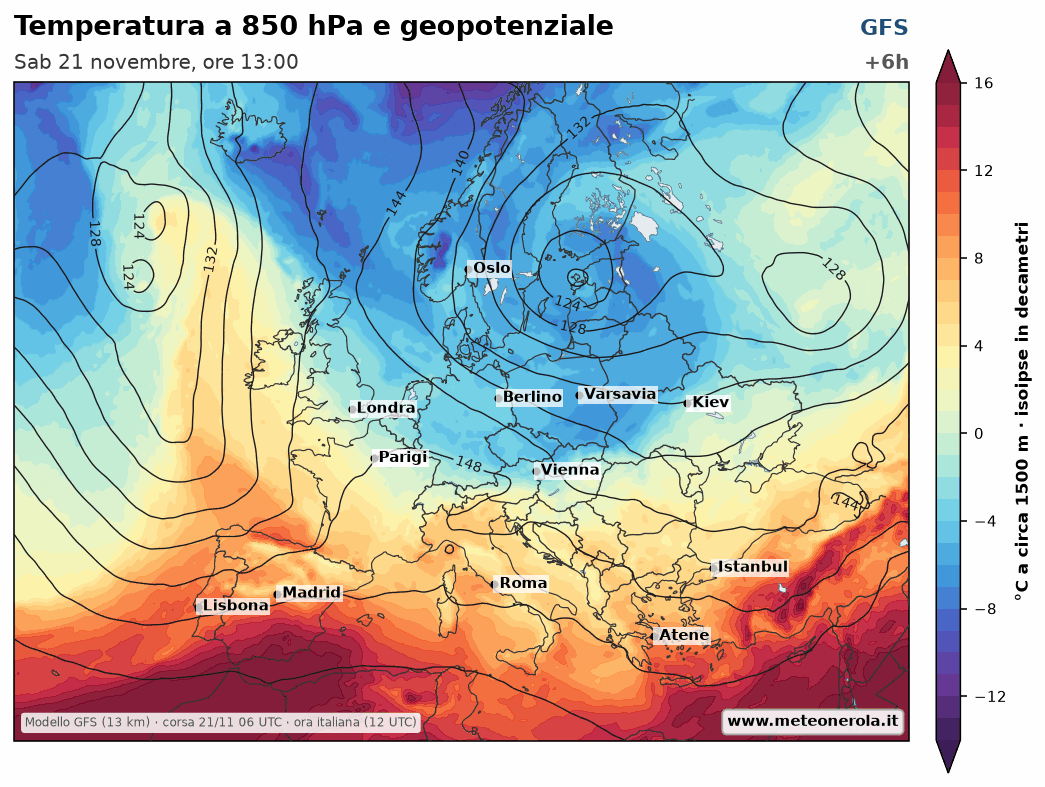 Temperatura a 850 hPa e geopotenziale
GFS
Sab 21 novembre, ore 13:00
+6h
132
140
144
128
124
132
124
Oslo
128
124
128
Londra
Berlino
Varsavia
Kiev
Parigi
148
Vienna
144
Istanbul
Roma
Madrid
Lisbona
Atene
Modello GFS (13 km) · corsa 21/11 06 UTC · ora italiana (12 UTC)
www.meteonerola.it
16
12
8
4
0
−4
−8
−12
°C a circa 1500 m · isoipse in decametri